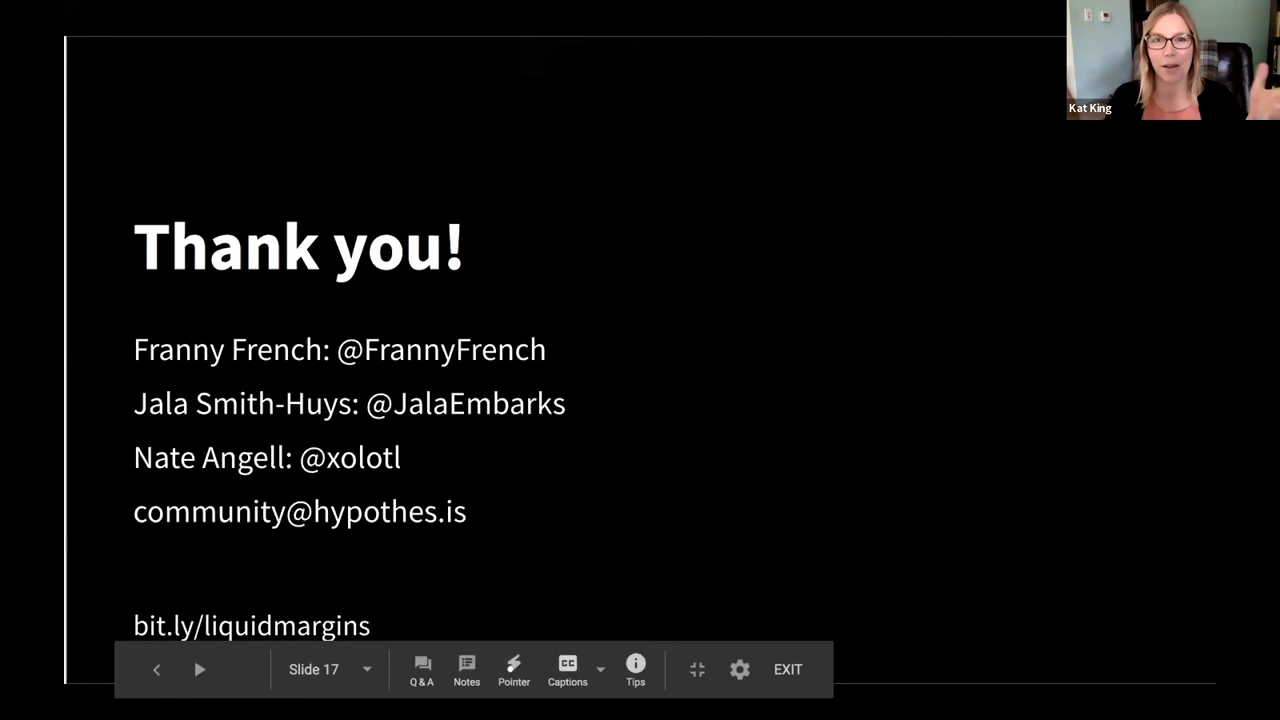 Kat King
Thank you!
Franny French: @FrannyFrench
Jala Smith-Huys: @JalaEmbarks
Nate Angell: @xolotl
community@hypothes.is
bit.ly/liquidmargins
Slide 17
Q & A
Notes
Pointer
CC
Captions
Tips
EXIT